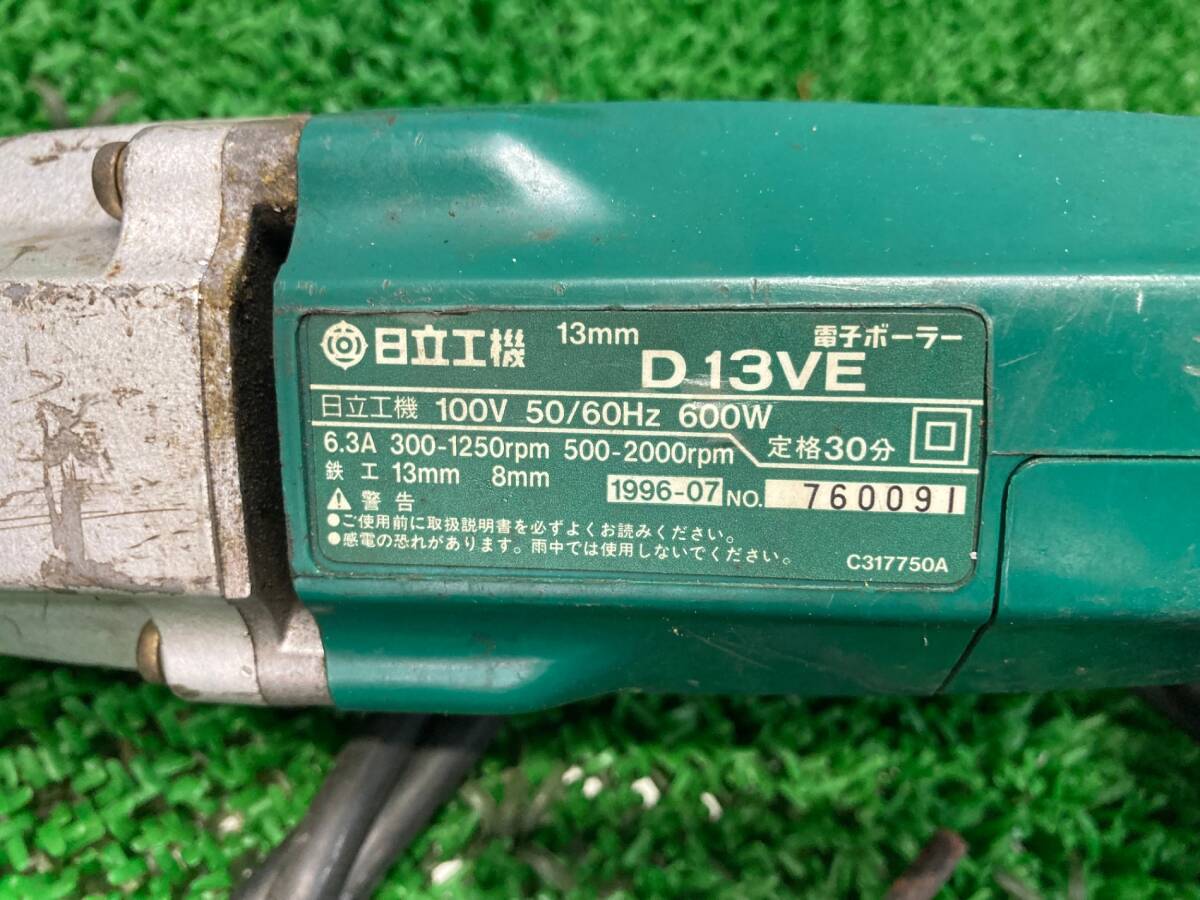 日立工機 13mm 電子ボーラー
D 13VE
日立工機 100V 50/60Hz 600W
6.3A 300-1250rpm 500-2000rpm 定格30分
鉄工 13mm 8mm
1996-07 NO. 760091
警告
●ご使用前に取扱説明書を必ずよくお読みください。
●感電の恐れがあります。雨中では使用しないでください。
C317750A